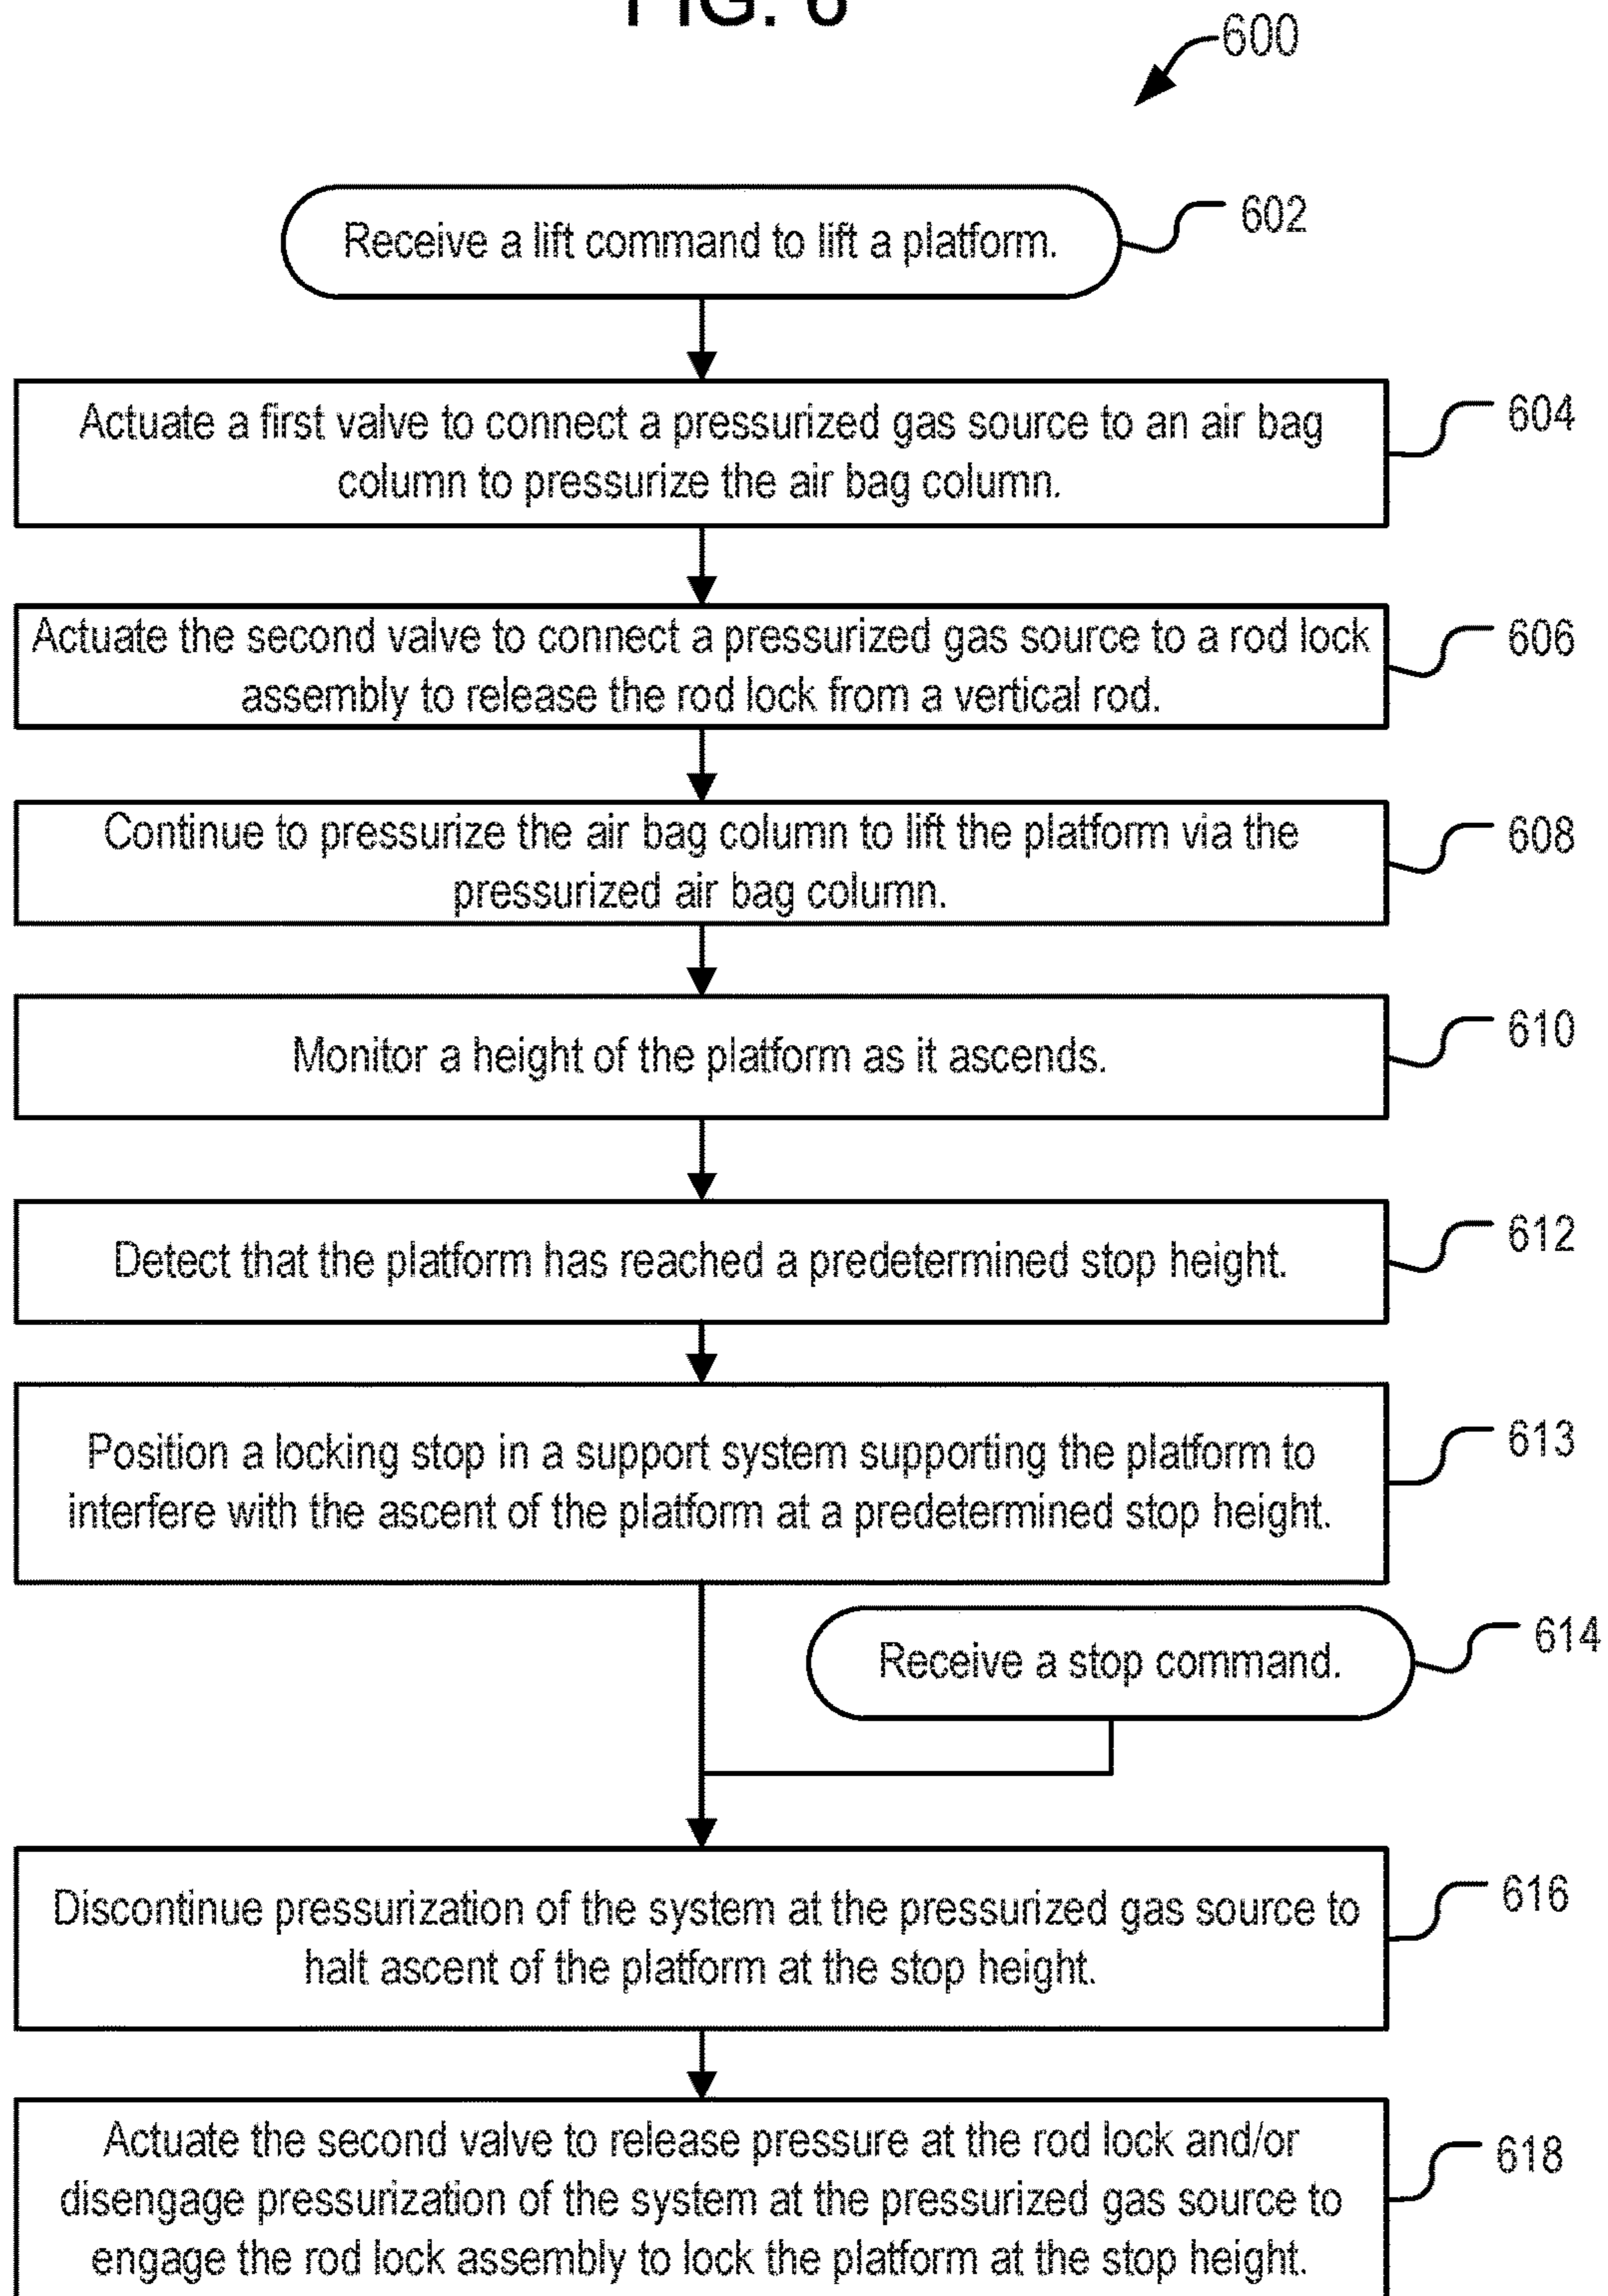 FIG. 6
600
Receive a lift command to lift a platform.
602
Actuate a first valve to connect a pressurized gas source to an air bag
column to pressurize the air bag column.
604
Actuate the second valve to connect a pressurized gas source to a rod lock
assembly to release the rod lock from a vertical rod.
606
Continue to pressurize the air bag column to lift the platform via the
pressurized air bag column.
608
Monitor a height of the platform as it ascends.
610
Detect that the platform has reached a predetermined stop height.
612
Position a locking stop in a support system supporting the platform to
interfere with the ascent of the platform at a predetermined stop height.
613
Receive a stop command.
614
Discontinue pressurization of the system at the pressurized gas source to
halt ascent of the platform at the stop height.
616
Actuate the second valve to release pressure at the rod lock and/or
disengage pressurization of the system at the pressurized gas source to
engage the rod lock assembly to lock the platform at the stop height.
618